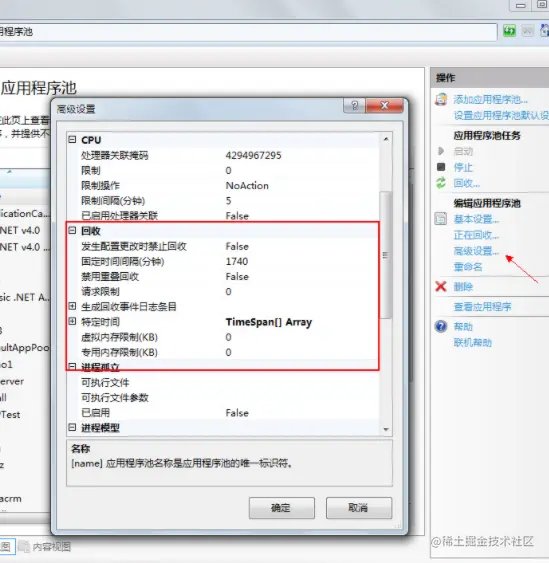 用程序池
应用程序池
在此页上查看
，并提供不
licationCa...
NET v4.0
NET v4.0
sic .NET A...
aultAppPoo
no1
server
all
PTest
o
z
acrm
图
内容视图
高级设置
CPU
处理器关联掩码 4294967295
限制 0
限制操作 NoAction
限制间隔(分钟) 5
已启用处理器关联 False
回收
发生配置更改时禁止回收 False
固定时间间隔(分钟) 1740
禁用重叠回收 False
请求限制 0
生成回收事件日志条目
特定时间 TimeSpan[] Array
虚拟内存限制(KB) 0
专用内存限制(KB) 0
进程孤立
可执行文件
可执行文件参数
已启用 False
进程模型
名称
[name] 应用程序池名称是应用程序池的唯一标识符。
确定
取消
操作
添加应用程序池...
设置应用程序池默认设
应用程序池任务
启动
停止
回收...
编辑应用程序池
基本设置...
正在回收...
高级设置...
重命名
删除
查看应用程序
帮助
联机帮助
@稀土掘金技术社区